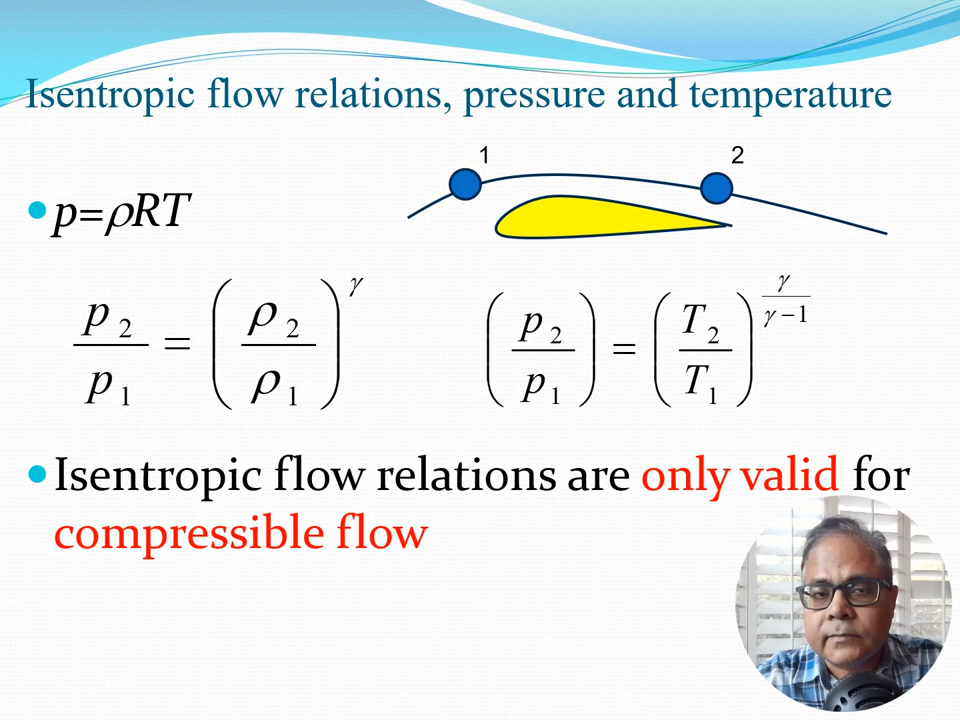 Isentropic flow relations, pressure and temperature
1 2
p=ρRT
p₂/p₁ = (ρ₂/ρ₁)^γ
(p₂/p₁) = (T₂/T₁)^(γ/(γ−1))
Isentropic flow relations are only valid for
compressible flow